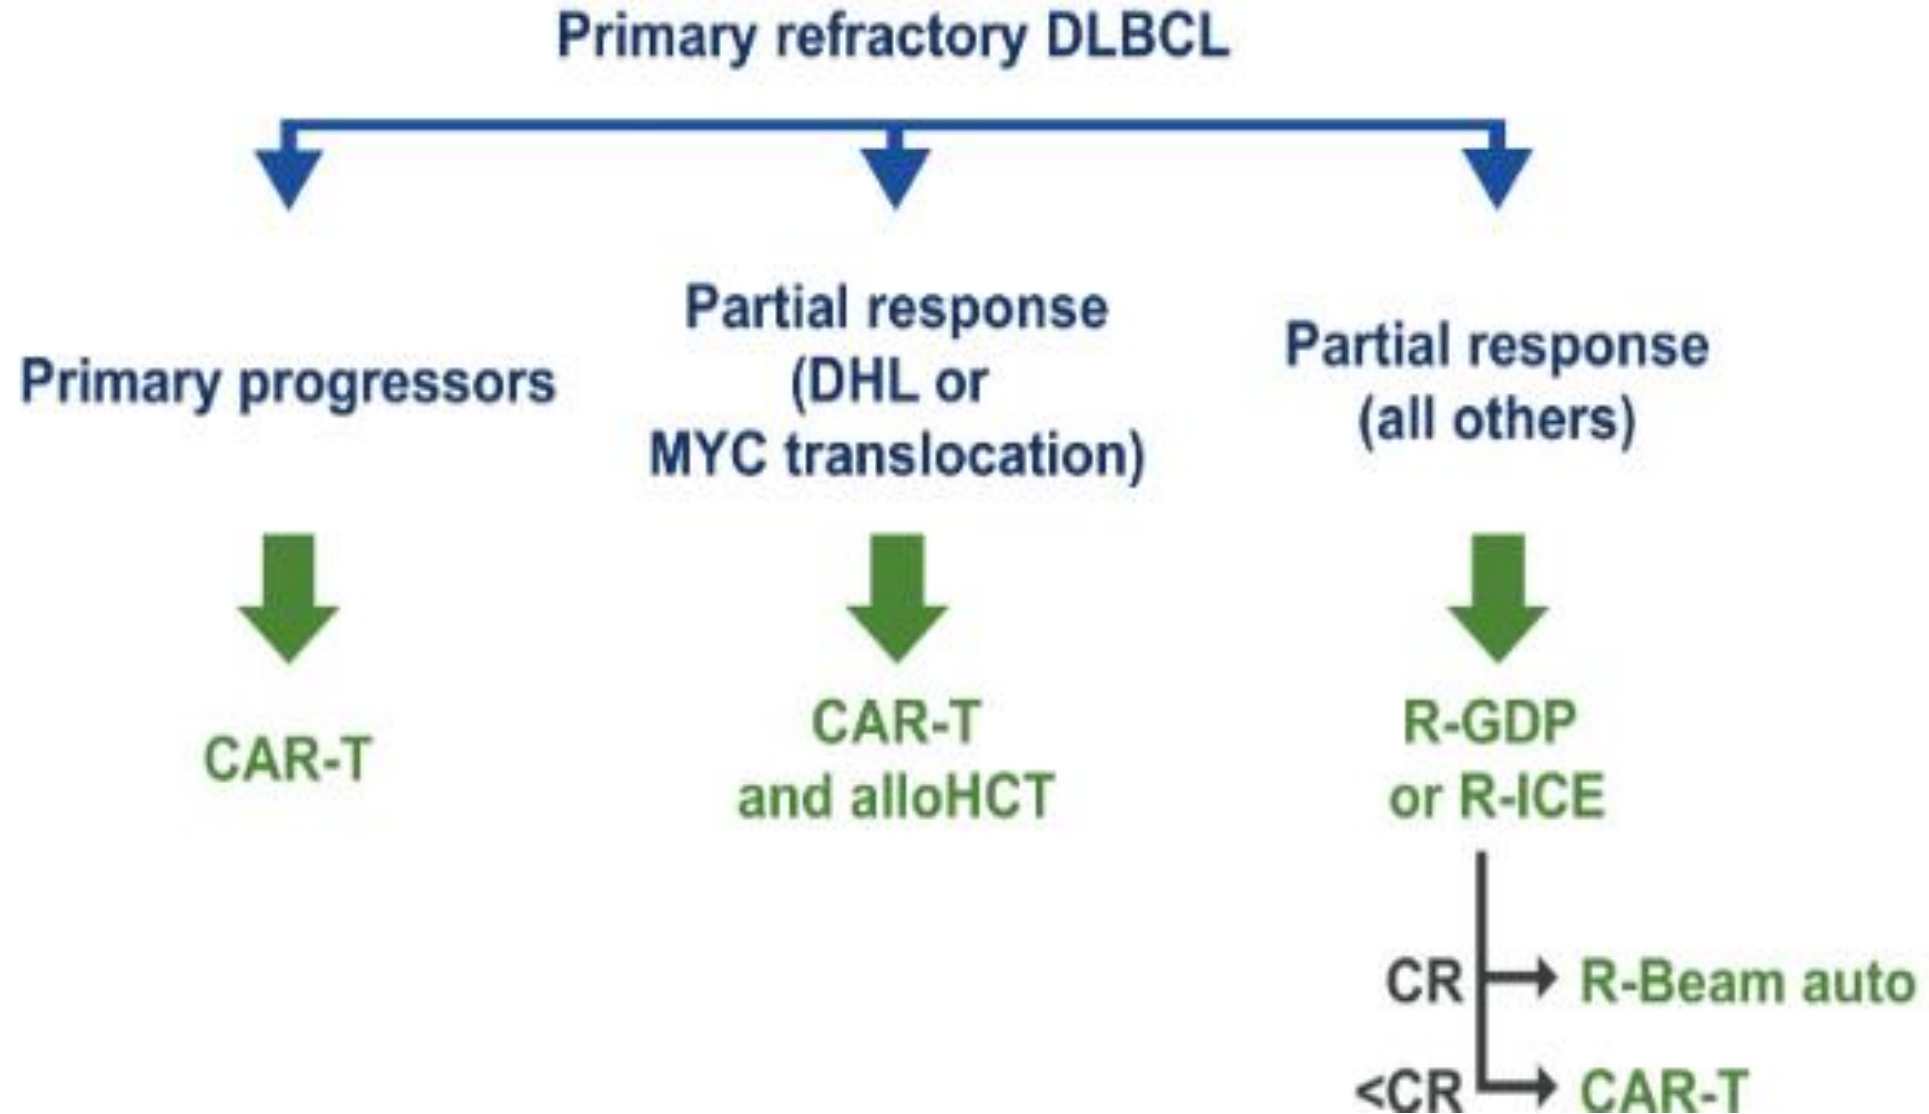 Primary refractory DLBCL
Primary progressors
Partial response
(DHL or
MYC translocation)
Partial response
(all others)
CAR-T
CAR-T
and alloHCT
R-GDP
or R-ICE
CR
R-Beam auto
<CR
CAR-T